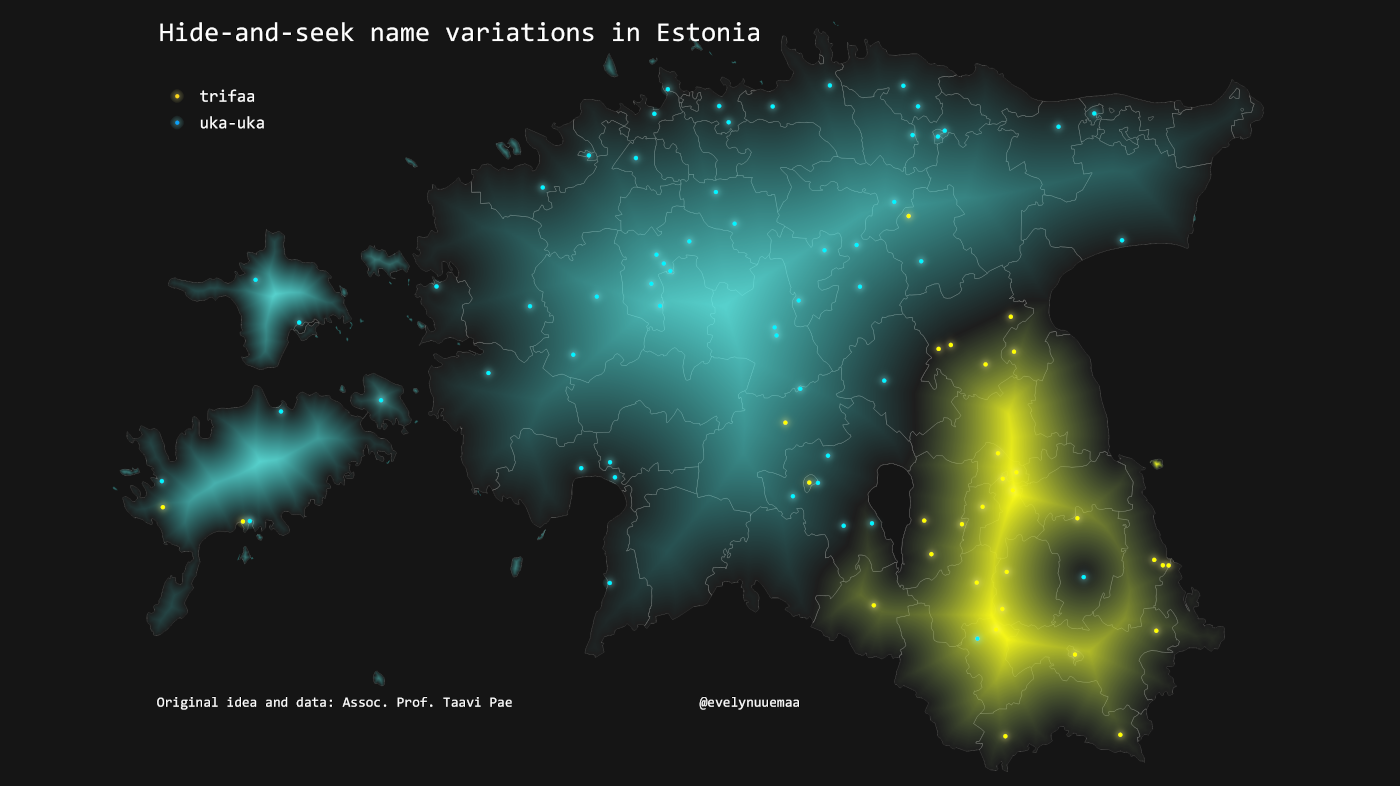 Hide-and-seek name variations in Estonia
trifaa
uka-uka
Original idea and data: Assoc. Prof. Taavi Pae
@evelynuuemaa